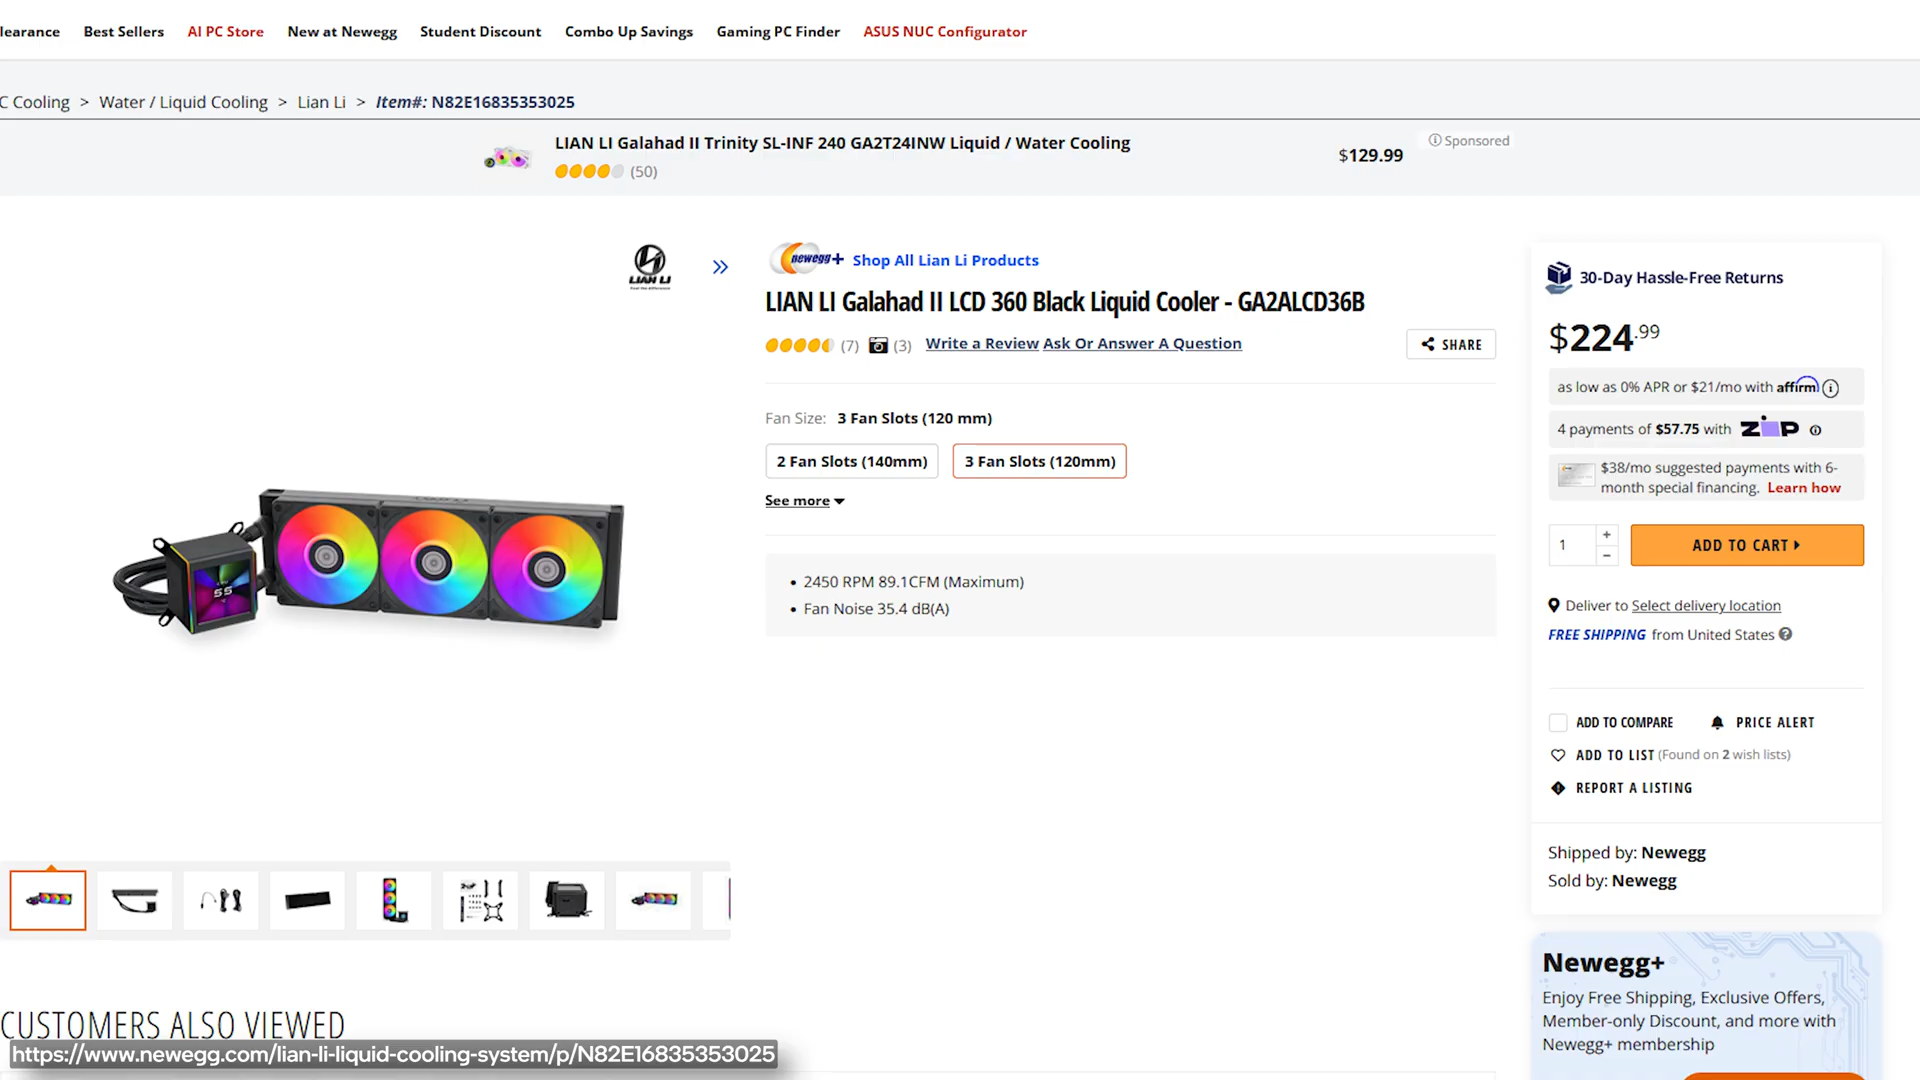 learance Best Sellers AI PC Store New at Newegg Student Discount Combo Up Savings Gaming PC Finder ASUS NUC Configurator
C Cooling > Water / Liquid Cooling > Lian Li > Item#: N82E16835353025
LIAN LI Galahad II Trinity SL-INF 240 GA2T24INW Liquid / Water Cooling
(50)
$129.99
Sponsored
LIAN LI
newegg+ Shop All Lian Li Products
LIAN LI Galahad II LCD 360 Black Liquid Cooler - GA2ALCD36B
(7) (3) Write a Review Ask Or Answer A Question
SHARE
Fan Size: 3 Fan Slots (120 mm)
2 Fan Slots (140mm) 3 Fan Slots (120mm)
See more
• 2450 RPM 89.1CFM (Maximum)
• Fan Noise 35.4 dB(A)
55
30-Day Hassle-Free Returns
$224.99
as low as 0% APR or $21/mo with affirm
4 payments of $57.75 with ZIP
$38/mo suggested payments with 6-
month special financing. Learn how
1 + −
ADD TO CART
Deliver to Select delivery location
FREE SHIPPING from United States
ADD TO COMPARE PRICE ALERT
ADD TO LIST (Found on 2 wish lists)
REPORT A LISTING
Shipped by: Newegg
Sold by: Newegg
Newegg+
Enjoy Free Shipping, Exclusive Offers,
Member-only Discount, and more with
Newegg+ membership
CUSTOMERS ALSO VIEWED
https://www.newegg.com/lian-li-liquid-cooling-system/p/N82E16835353025